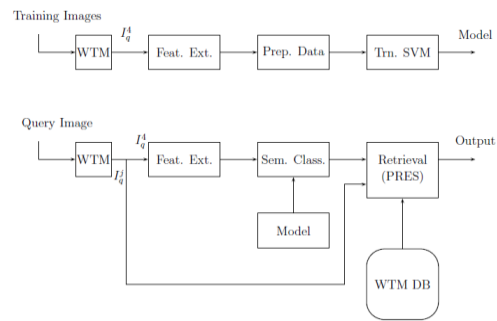 Training Images
I_q^4
Model
WTM
Feat. Ext.
Prep. Data
Trn. SVM
Query Image
I_q^4
Output
WTM
Feat. Ext.
Sem. Class.
Retrieval
(PRES)
I_q^j
Model
WTM DB